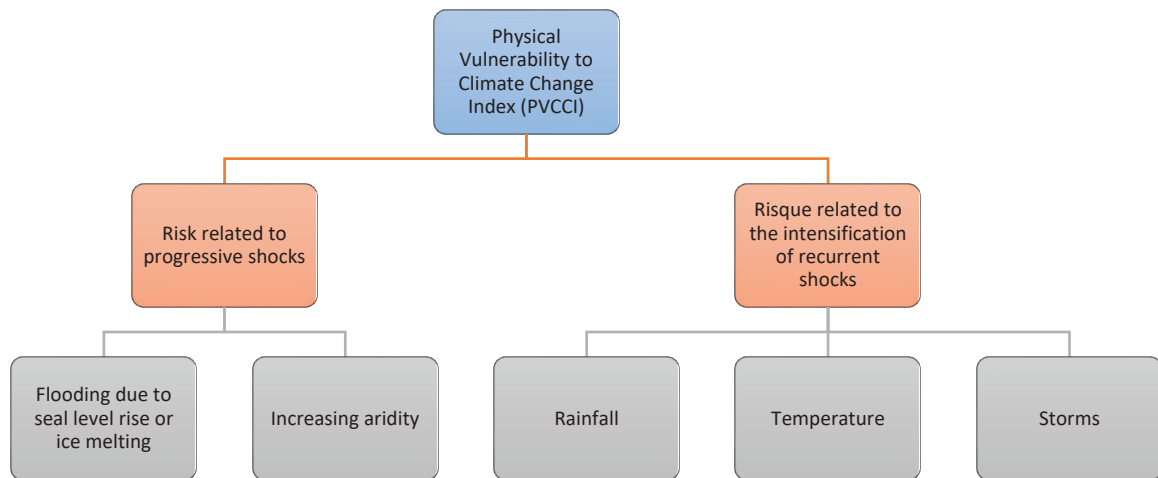 Physical
Vulnerability to
Climate Change
Index (PVCCI)
Risk related to
progressive shocks
Risque related to
the intensification
of recurrent
shocks
Flooding due to
seal level rise or
ice melting
Increasing aridity
Rainfall
Temperature
Storms